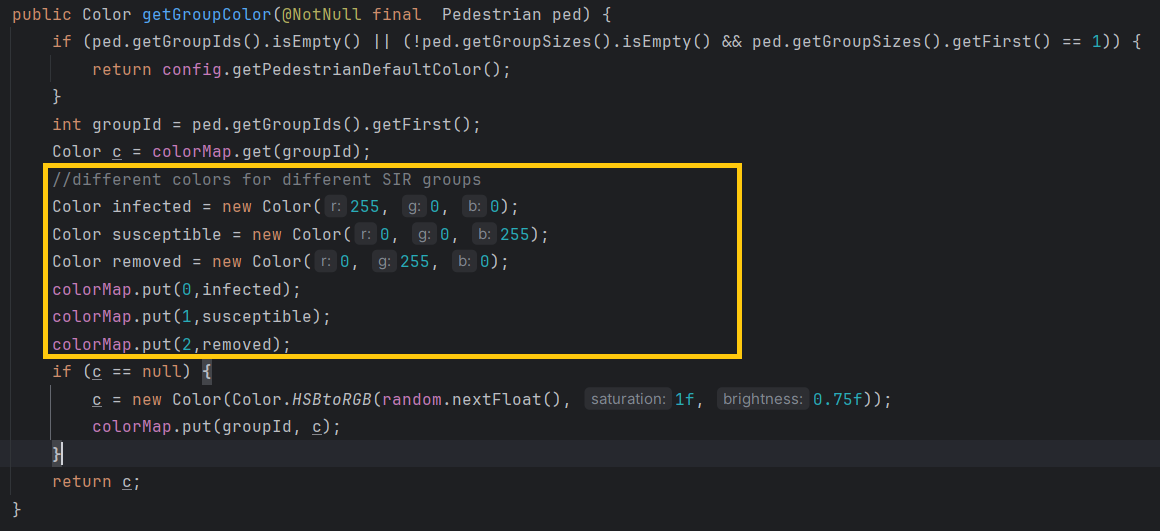 public Color getGroupColor(@NotNull final  Pedestrian ped) {
    if (ped.getGroupIds().isEmpty() || (!ped.getGroupSizes().isEmpty() && ped.getGroupSizes().getFirst() == 1)) {
        return config.getPedestrianDefaultColor();
    }
    int groupId = ped.getGroupIds().getFirst();
    Color c = colorMap.get(groupId);
    //different colors for different SIR groups
    Color infected = new Color( r: 255, g: 0, b: 0);
    Color susceptible = new Color( r: 0, g: 0, b: 255);
    Color removed = new Color( r: 0, g: 255, b: 0);
    colorMap.put(0,infected);
    colorMap.put(1,susceptible);
    colorMap.put(2,removed);
    if (c == null) {
        c = new Color(Color.HSBtoRGB(random.nextFloat(), saturation: 1f, brightness: 0.75f));
        colorMap.put(groupId, c);
    }
    return c;
}